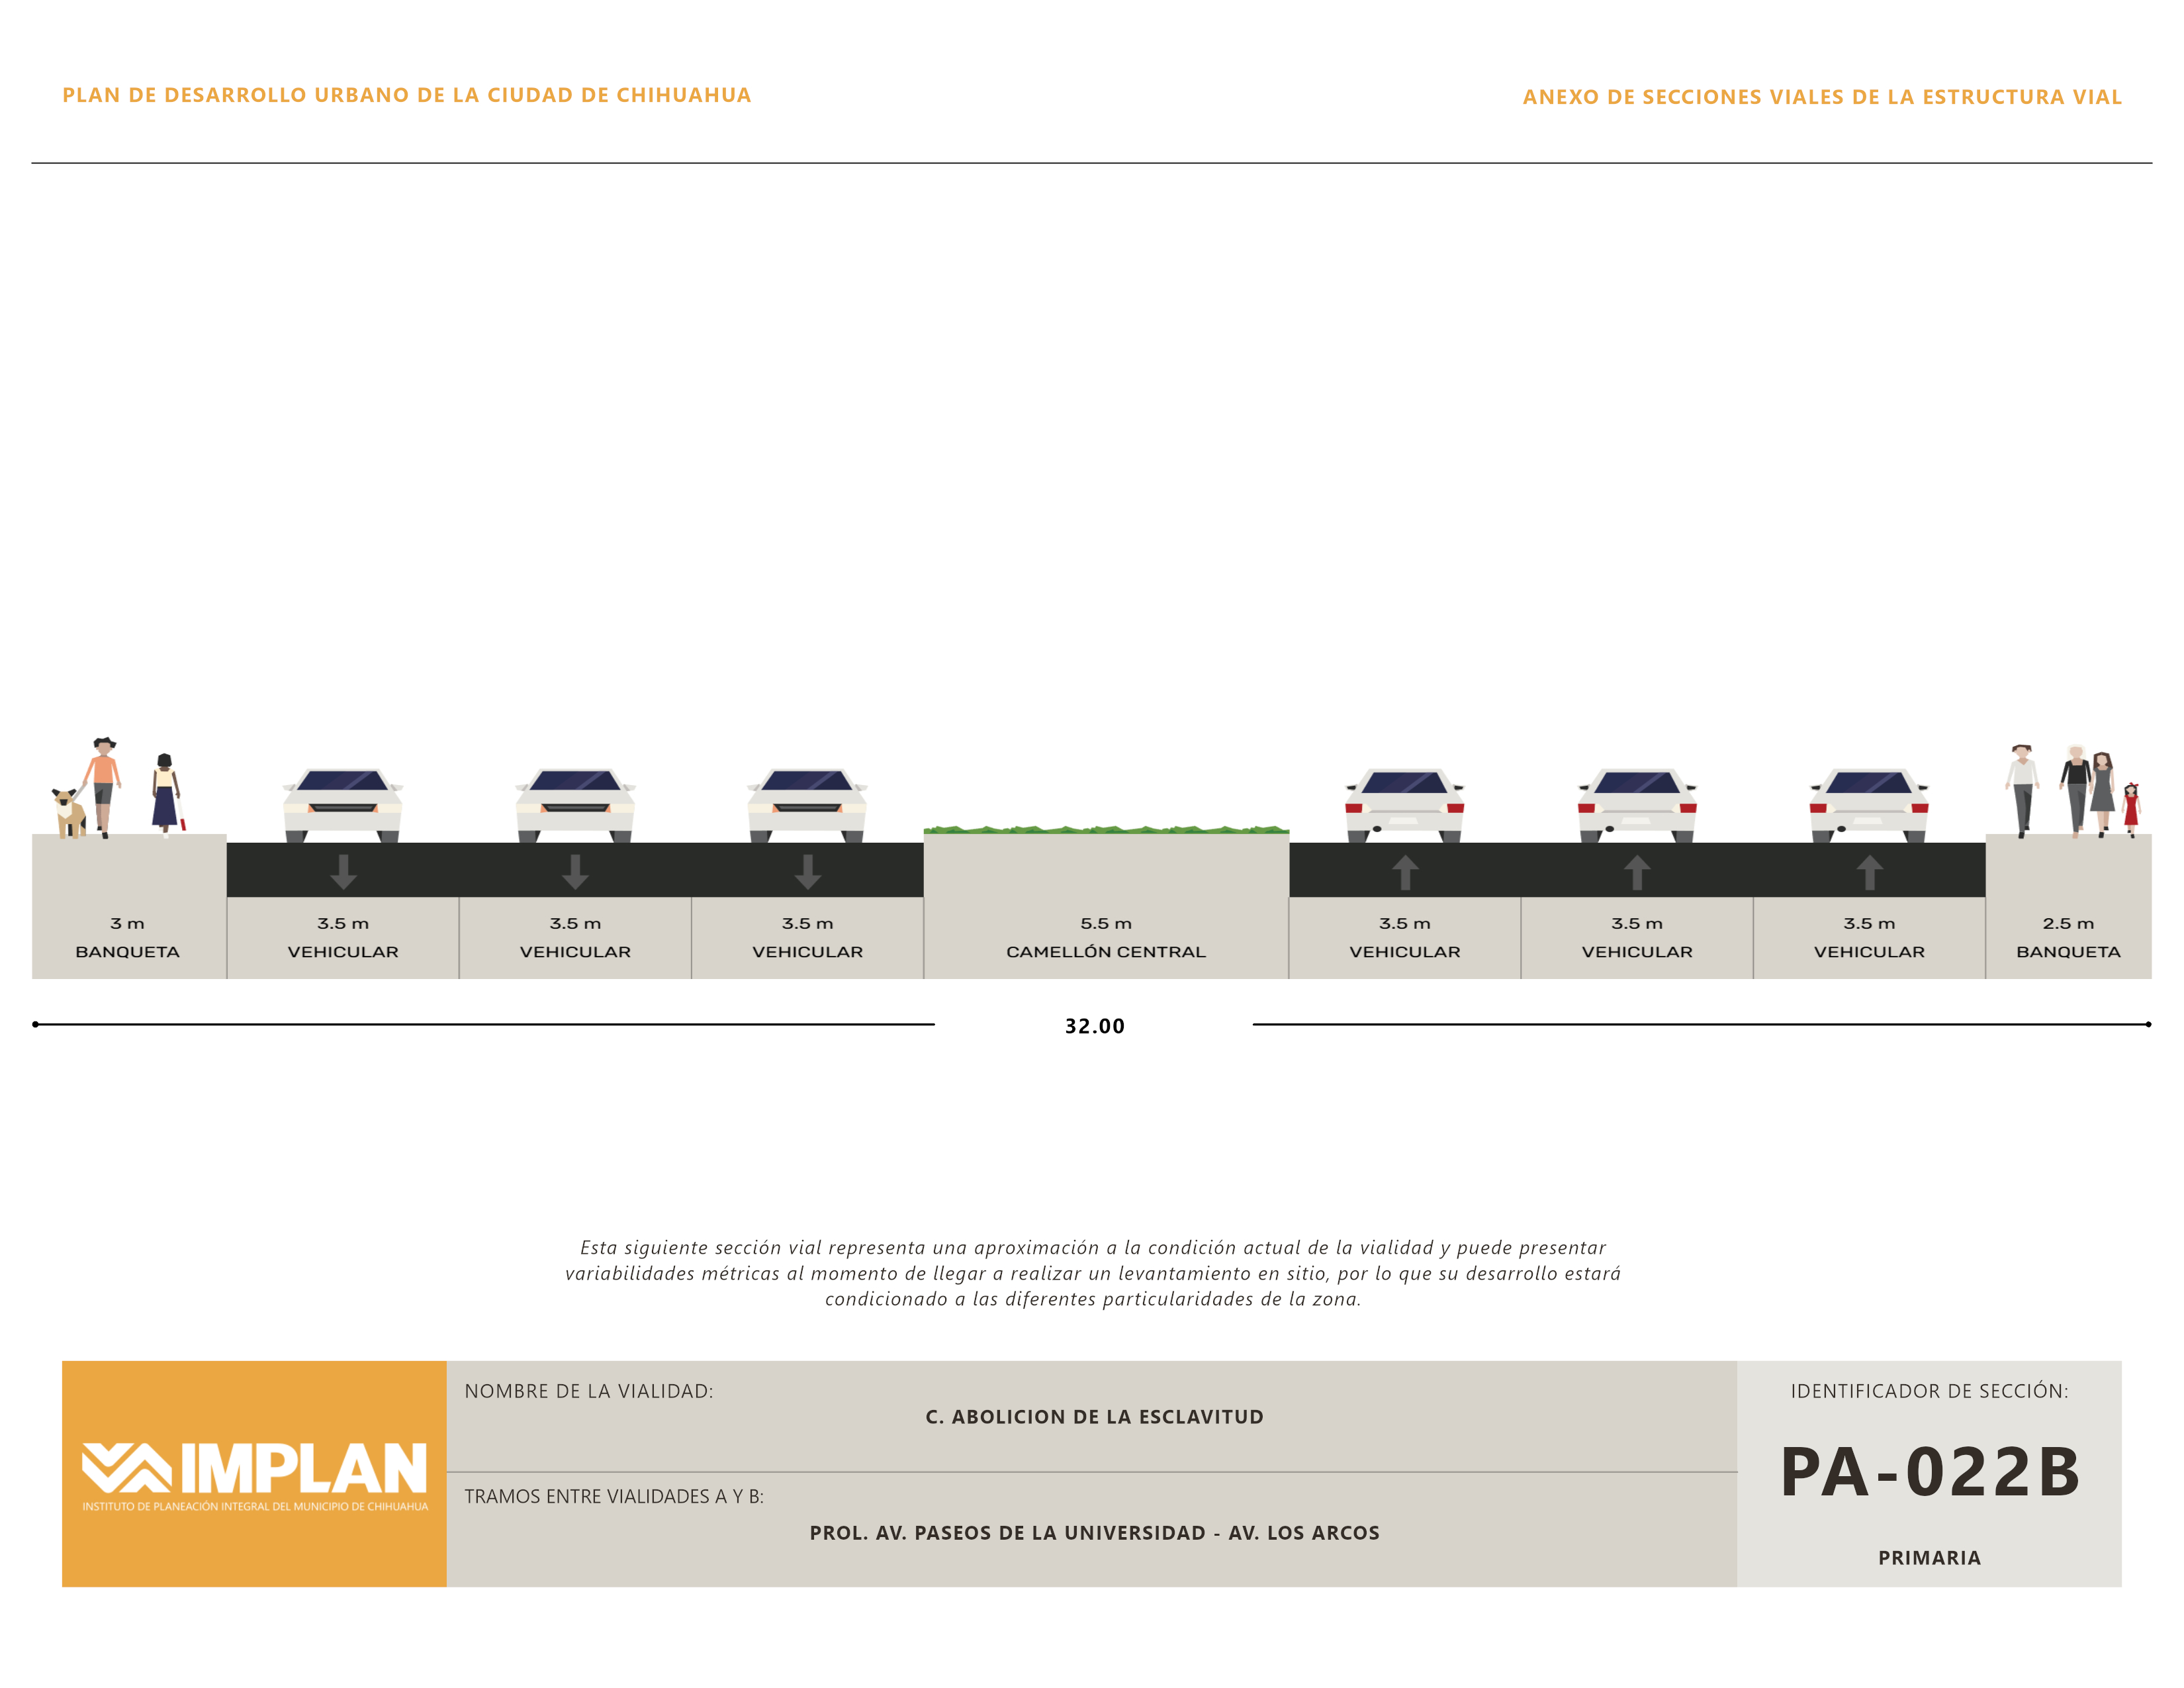 PLAN DE DESARROLLO URBANO DE LA CIUDAD DE CHIHUAHUA
ANEXO DE SECCIONES VIALES DE LA ESTRUCTURA VIAL
3 m
BANQUETA
3.5 m
VEHICULAR
3.5 m
VEHICULAR
3.5 m
VEHICULAR
5.5 m
CAMELLÓN CENTRAL
3.5 m
VEHICULAR
3.5 m
VEHICULAR
3.5 m
VEHICULAR
2.5 m
BANQUETA
32.00
Esta siguiente sección vial representa una aproximación a la condición actual de la vialidad y puede presentar
variabilidades métricas al momento de llegar a realizar un levantamiento en sitio, por lo que su desarrollo estará
condicionado a las diferentes particularidades de la zona.
IMPLAN
INSTITUTO DE PLANEACIÓN INTEGRAL DEL MUNICIPIO DE CHIHUAHUA
NOMBRE DE LA VIALIDAD:
C. ABOLICION DE LA ESCLAVITUD
TRAMOS ENTRE VIALIDADES A Y B:
PROL. AV. PASEOS DE LA UNIVERSIDAD - AV. LOS ARCOS
IDENTIFICADOR DE SECCIÓN:
PA-022B
PRIMARIA